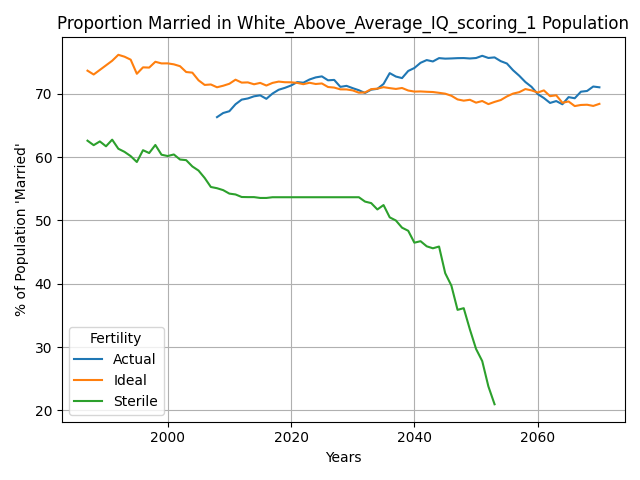 Proportion Married in White_Above_Average_IQ_scoring_1 Population
% of Population 'Married'
70
60
50
40
30
20
Fertility
Actual
Ideal
Sterile
2000
2020
2040
2060
Years